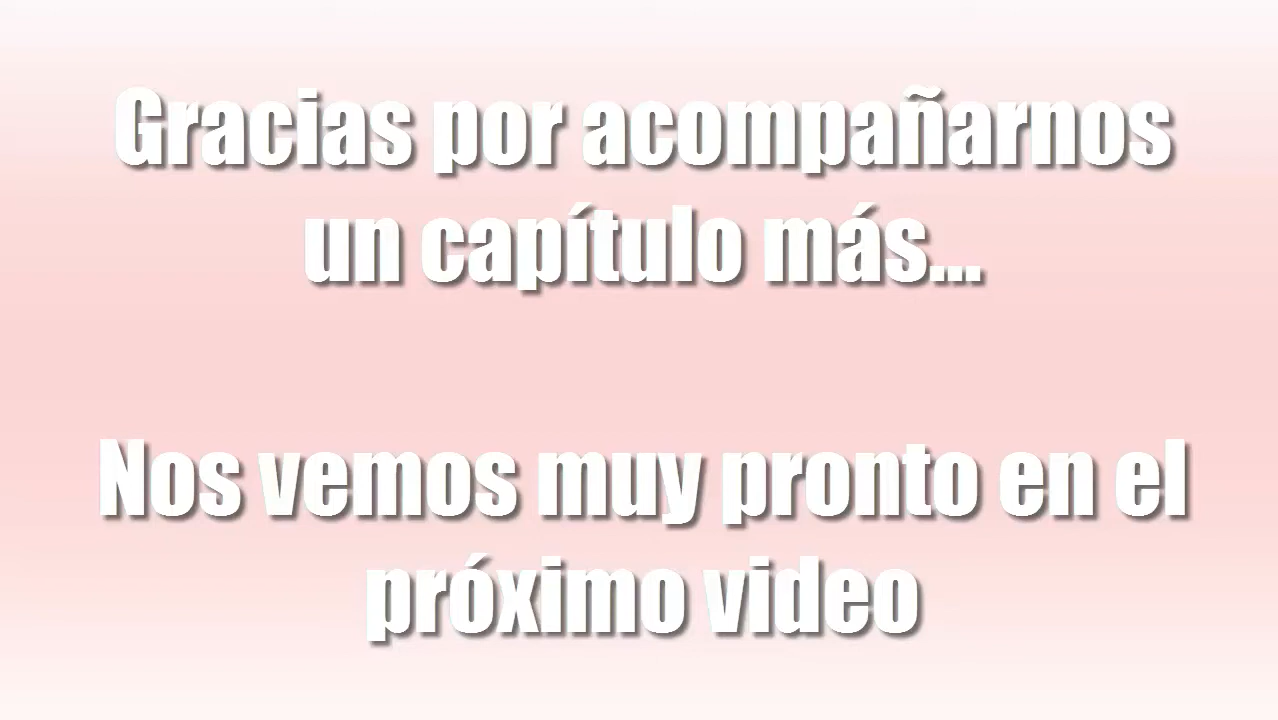 Gracias por acompañarnos
un capítulo más...
Nos vemos muy pronto en el
próximo video